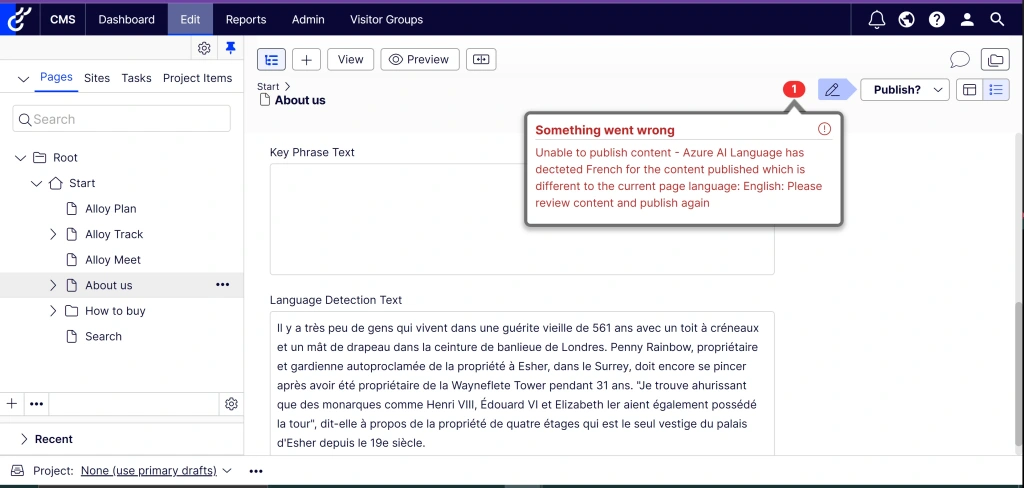 CMS Dashboard Edit Reports Admin Visitor Groups
Pages Sites Tasks Project Items
Search
Root
Start
Alloy Plan
Alloy Track
Alloy Meet
About us
How to buy
Search
Recent
View Preview
Start
About us
1
Publish?
Something went wrong
Unable to publish content - Azure AI Language has
decteted French for the content published which is
different to the current page language: English: Please
review content and publish again
Key Phrase Text
Language Detection Text
Il y a très peu de gens qui vivent dans une guérite vieille de 561 ans avec un toit à créneaux
et un mât de drapeau dans la ceinture de banlieue de Londres. Penny Rainbow, propriétaire
et gardienne autoproclamée de la propriété à Esher, dans le Surrey, doit encore se pincer
après avoir été propriétaire de la Wayneflete Tower pendant 31 ans. "Je trouve ahurissant
que des monarques comme Henri VIII, Édouard VI et Elizabeth Ier aient également possédé
la tour", dit-elle à propos de la propriété de quatre étages qui est le seul vestige du palais
d'Esher depuis le 19e siècle.
Project: None (use primary drafts)